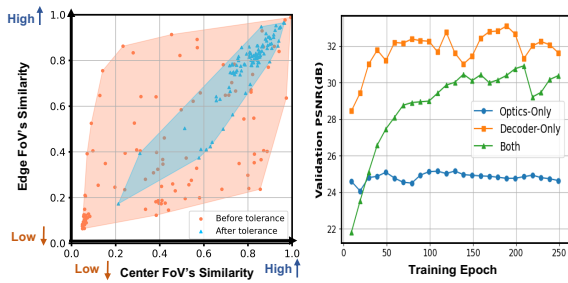 High
1.0
0.8
0.6
0.4
0.2
0.0
Edge FoV's Similarity
Low
Before tolerance
After tolerance
0.0 0.2 0.4 0.6 0.8 1.0
Low
Center FoV's Similarity
High
32
30
28
26
24
22
Validation PSNR(dB)
Optics-Only
Decoder-Only
Both
0 50 100 150 200 250
Training Epoch